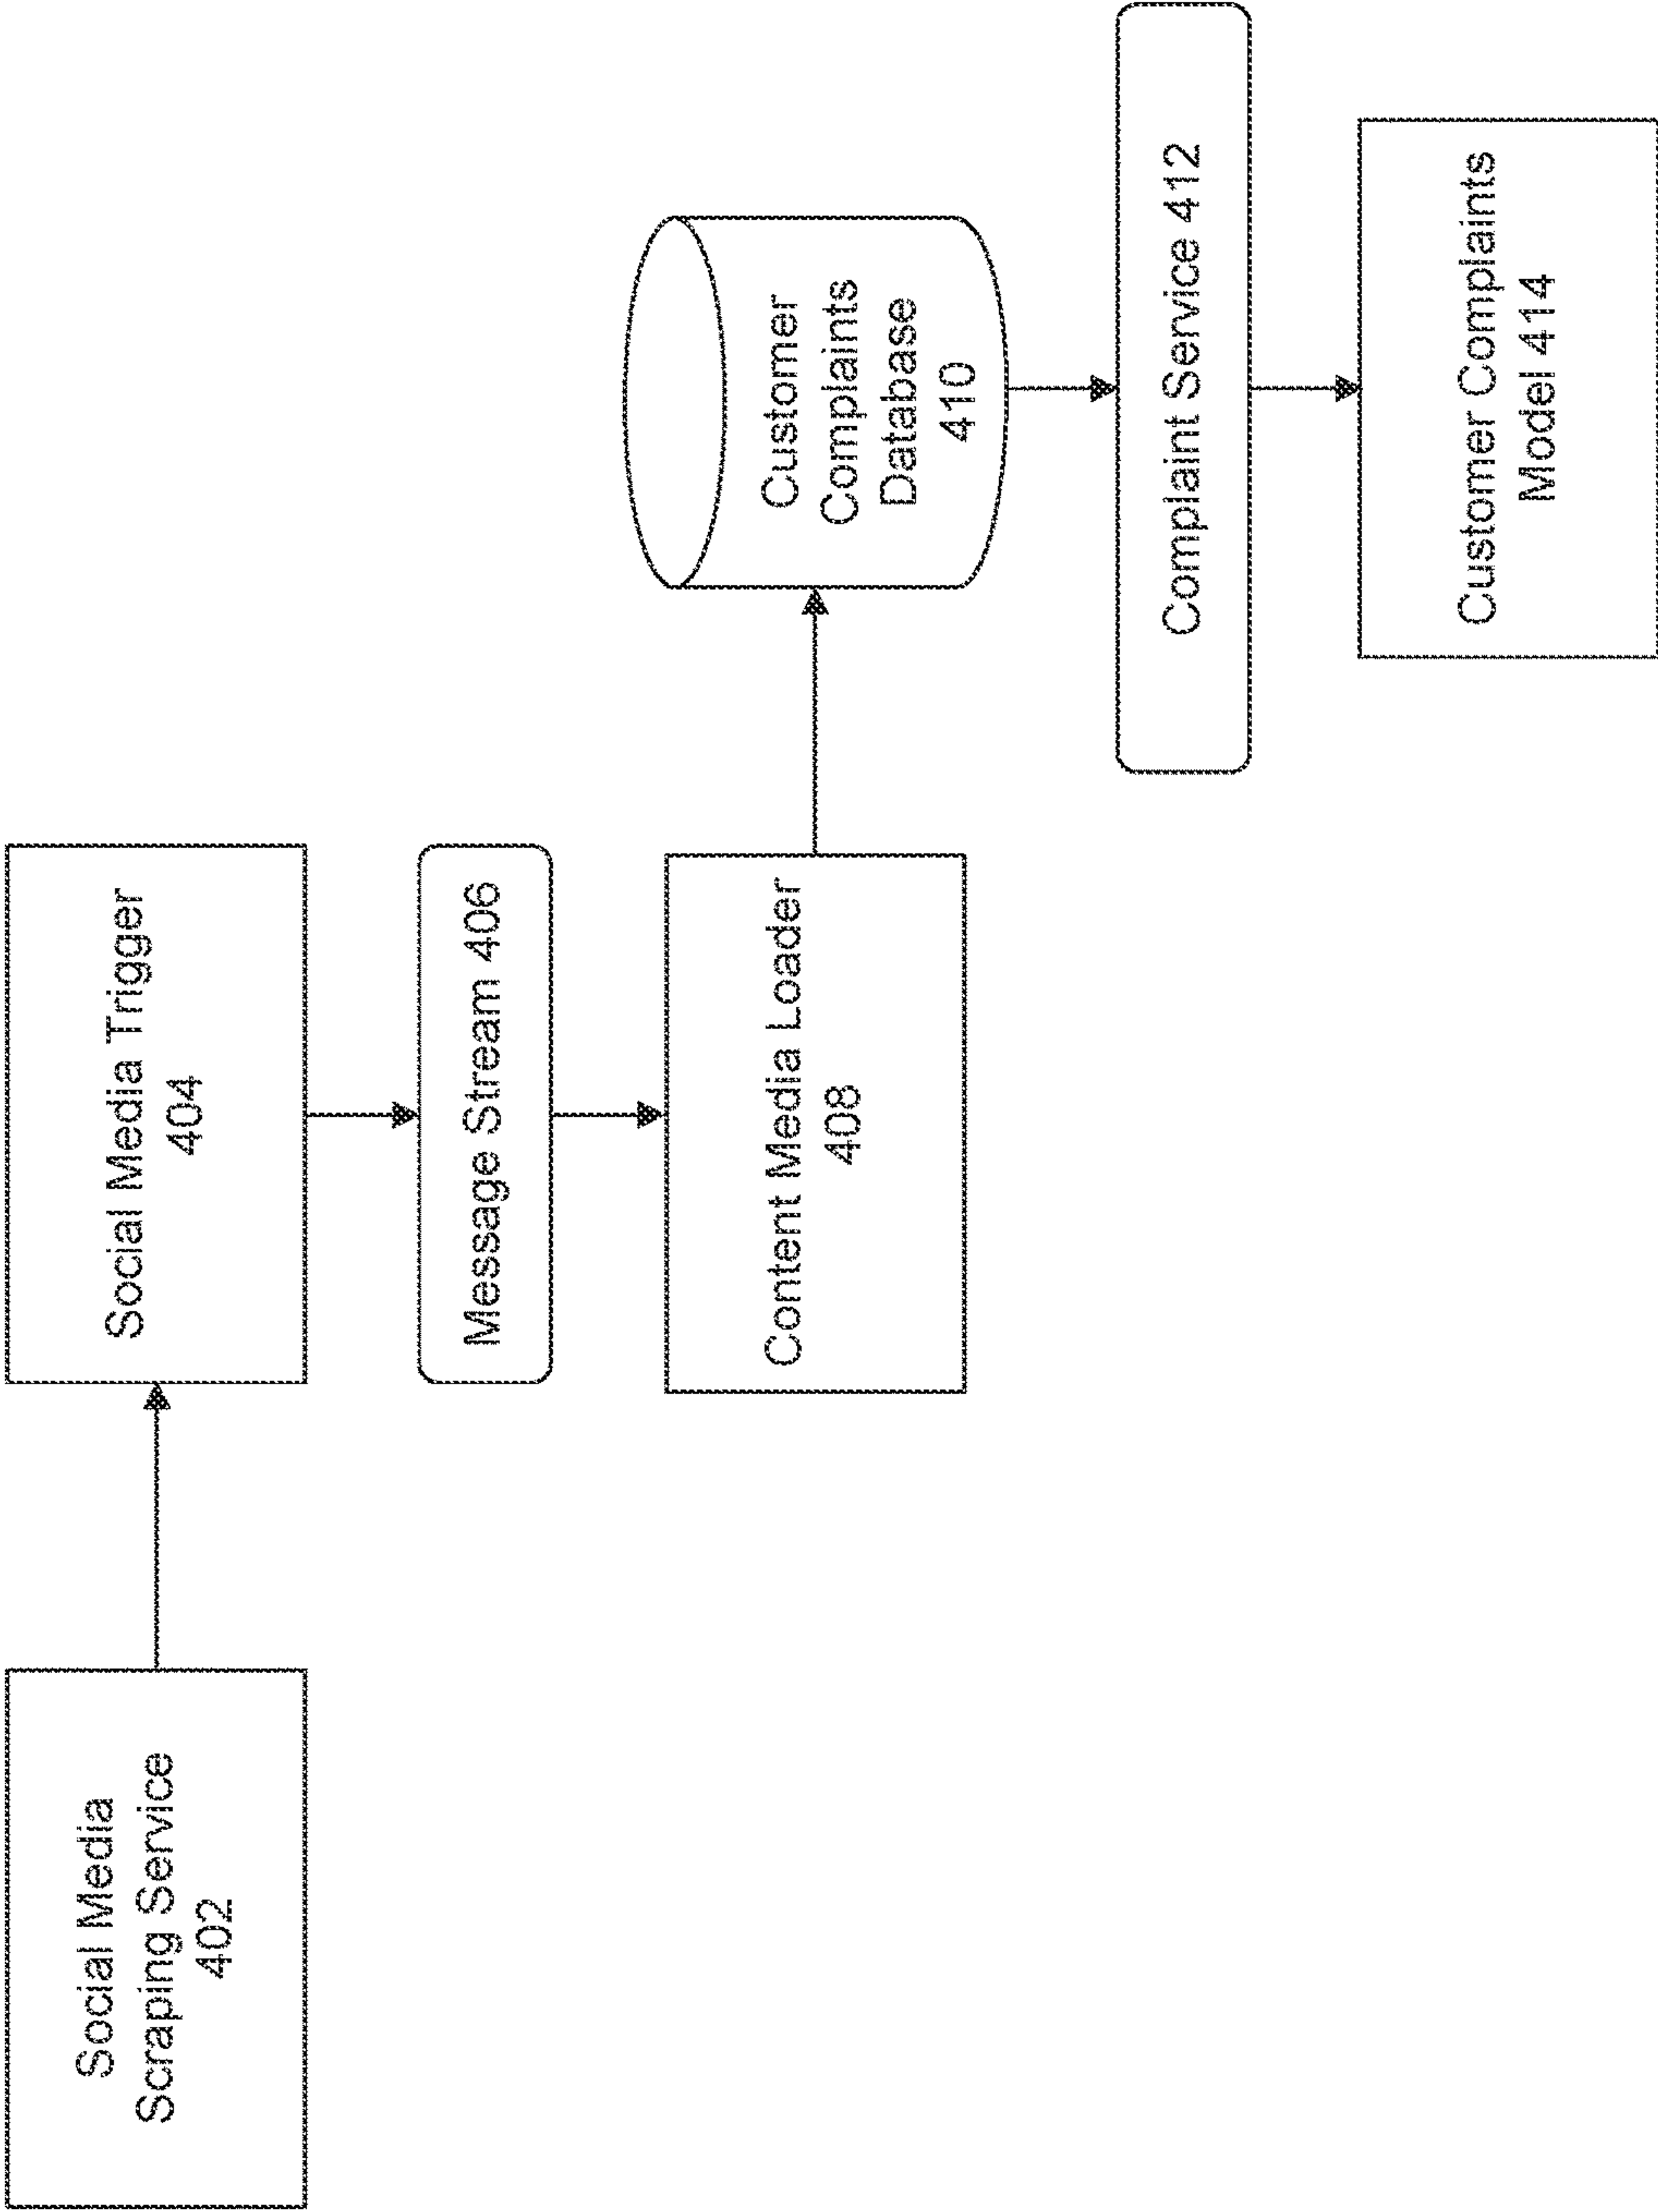 Social Media
Scraping Service
402
Social Media Trigger
404
Message Stream 406
Content Media Loader
408
Customer
Complaints
Database
410
Complaint Service 412
Customer Complaints
Model 414